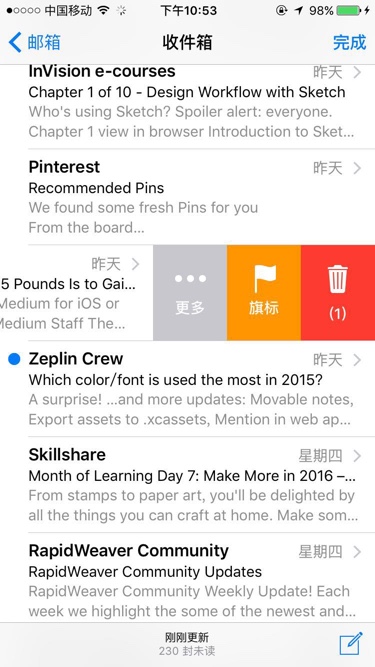 中国移动 下午10:53 98%
邮箱 收件箱 完成
InVision e-courses 昨天
Chapter 1 of 10 - Design Workflow with Sketch
Who's using Sketch? Spoiler alert: everyone.
Chapter 1 view in browser Introduction to Sket...
Pinterest 昨天
Recommended Pins
We found some fresh Pins for you
From the board...
昨天
5 Pounds Is to Gai...
Medium for iOS or
Medium Staff The...
更多
旗标
(1)
Zeplin Crew 昨天
Which color/font is used the most in 2015?
A surprise! ...and more updates: Movable notes,
Export assets to .xcassets, Mention in web ap...
Skillshare 星期四
Month of Learning Day 7: Make More in 2016 –...
From stamps to paper art, you'll be delighted by
all the things you can craft at home. Make som...
RapidWeaver Community 星期四
RapidWeaver Community Updates
RapidWeaver Community Weekly Update! Each
week we highlight the some of the newest and...
刚刚更新
230 封未读